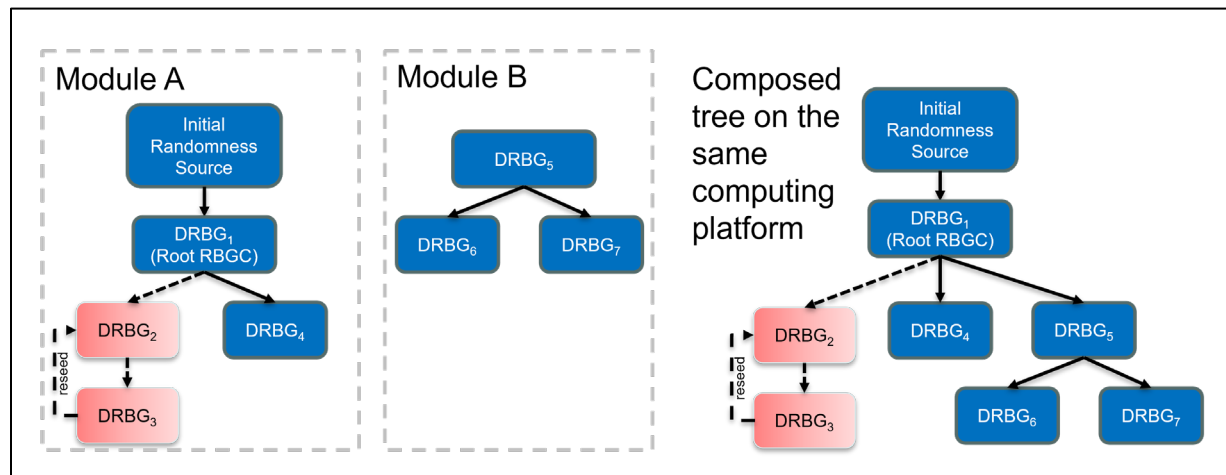 Module A
Initial
Randomness
Source
DRBG₁
(Root RBGC)
DRBG₂
DRBG₄
reseed
DRBG₃
Module B
DRBG₅
DRBG₆
DRBG₇
Composed
tree on the
same
computing
platform
Initial
Randomness
Source
DRBG₁
(Root RBGC)
DRBG₂
DRBG₄
DRBG₅
reseed
DRBG₃
DRBG₆
DRBG₇